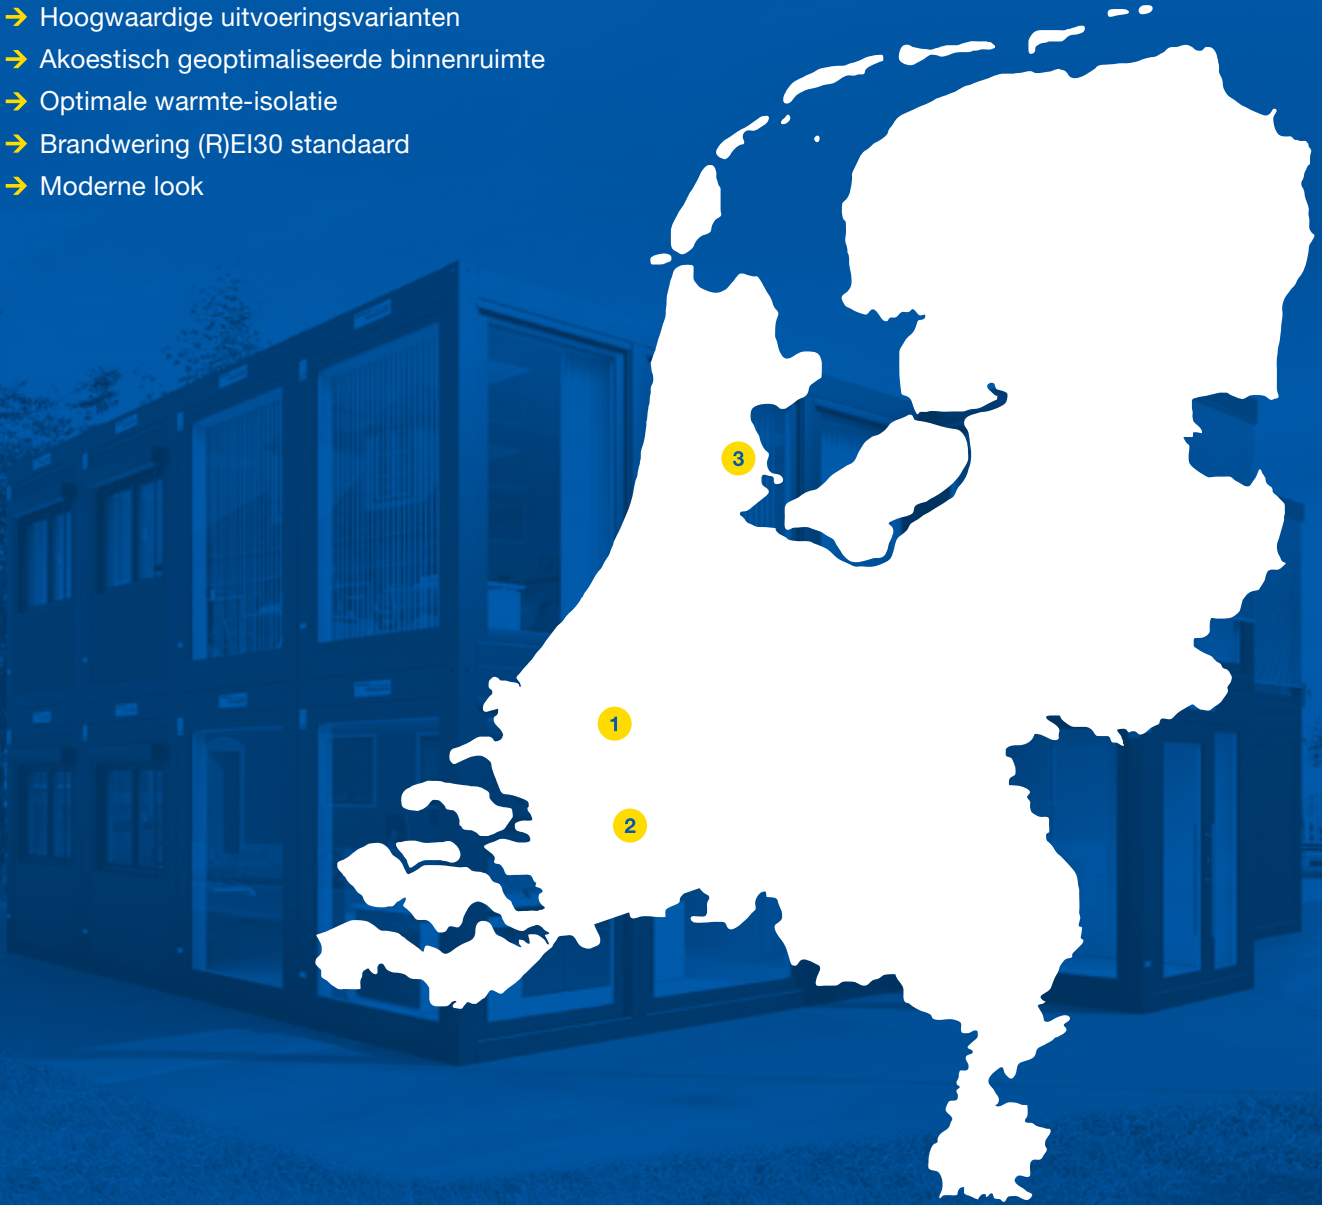 Hoogwaardige uitvoeringsvarianten
Akoestisch geoptimaliseerde binnenruimte
Optimale warmte-isolatie
Brandwering (R)EI30 standaard
Moderne look
3
1
2